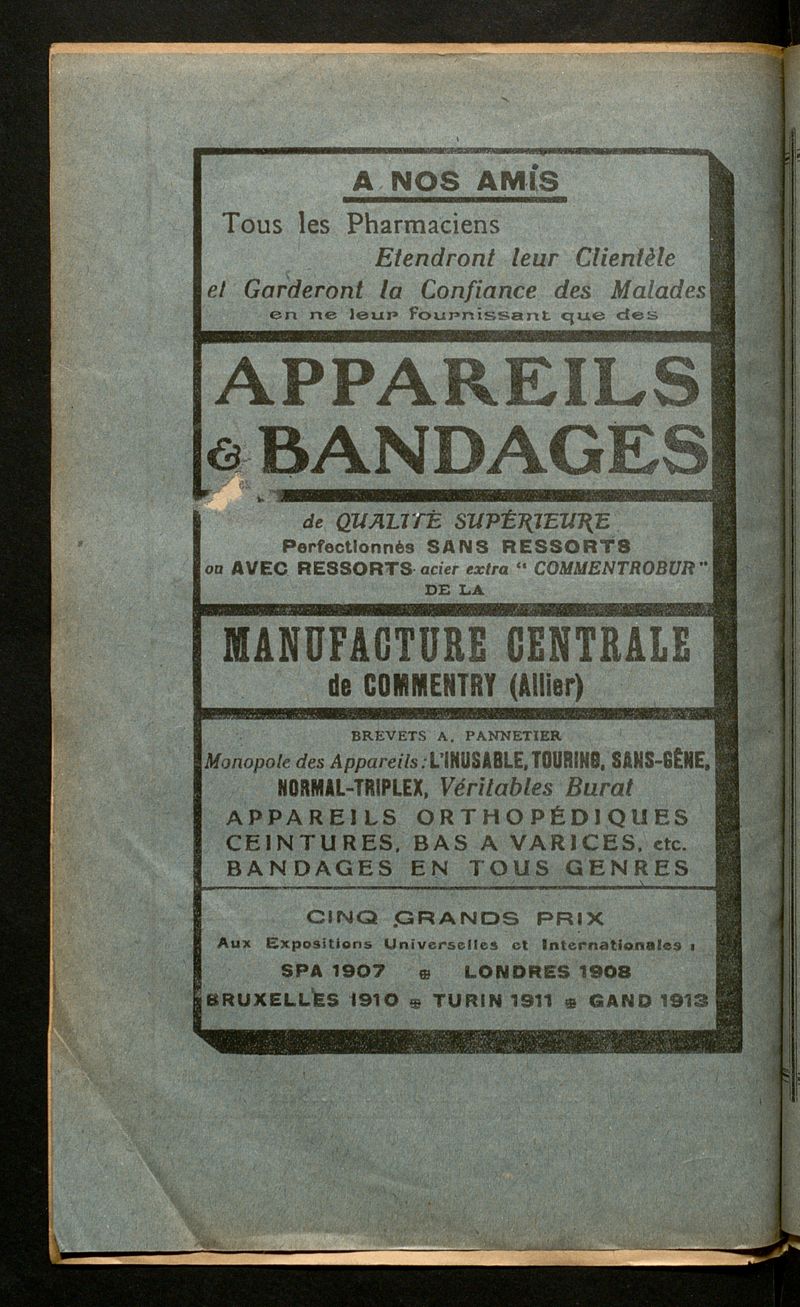 A NOS AMIS
Tous les Pharmaciens
Etendront leur Clientèle
et Garderont la Confiance des Malades
en ne leur Fournissant que des
APPAREILS
& BANDAGES
de QUALITÉ SUPÉRIEURE
Perfectionnés SANS RESSORTS
ou AVEC RESSORTS acier extra “ COMMENTROBUR ”
DE LA
MANUFACTURE CENTRALE
de COMMENTRY (Allier)
BREVETS A. PANNETIER
Monopole des Appareils : L'INUSABLE, TOURING, SANS-GÊNE,
NORMAL-TRIPLEX, Véritables Burat
APPAREILS ORTHOPÉDIQUES
CEINTURES, BAS A VARICES, etc.
BANDAGES EN TOUS GENRES
CINQ GRANDS PRIX
Aux Expositions Universelles et Internationales :
SPA 1907 LONDRES 1908
BRUXELLES 1910 TURIN 1911 GAND 1913